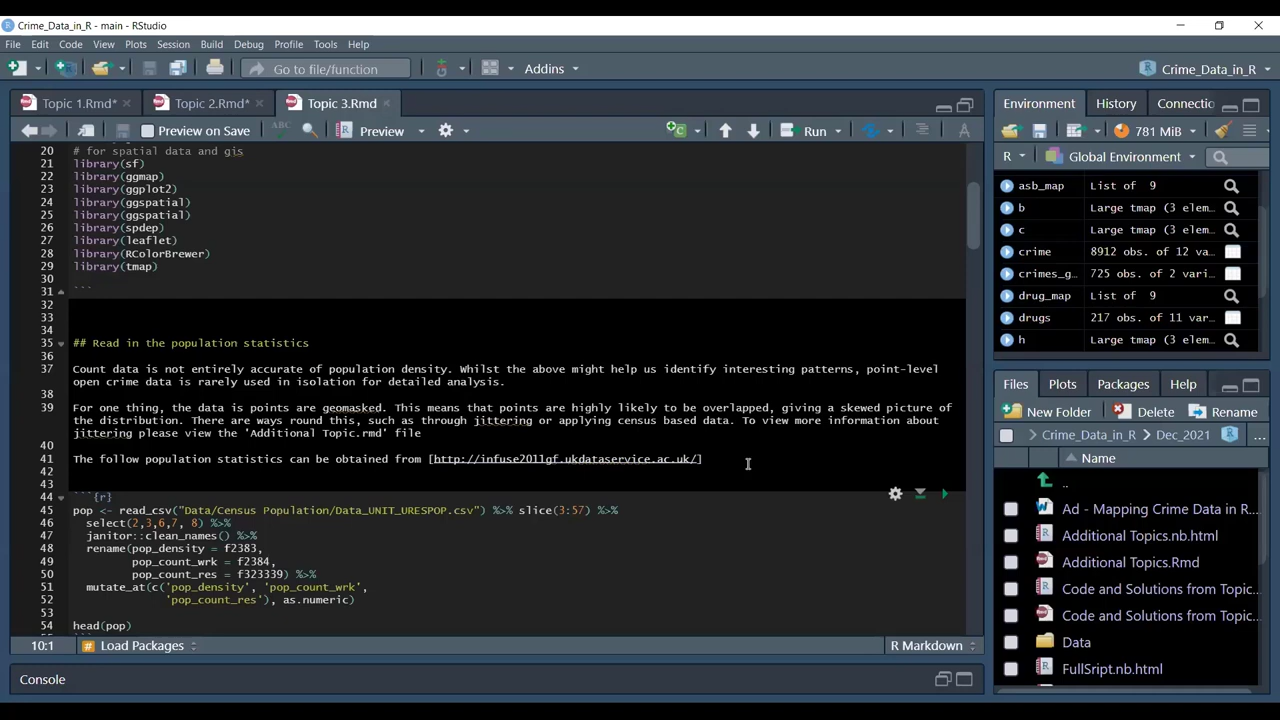 Crime_Data_in_R - main - RStudio
File Edit Code View Plots Session Build Debug Profile Tools Help
Go to file/function Addins Crime_Data_in_R
Topic 1.Rmd* Topic 2.Rmd* Topic 3.Rmd
Preview on Save ABC Preview Run
20 # for spatial data and gis
21 library(sf)
22 library(ggmap)
23 library(ggplot2)
24 library(ggspatial)
25 library(ggspatial)
26 library(spdep)
27 library(leaflet)
28 library(RColorBrewer)
29 library(tmap)
30
31 ```
32
33
34
35 ## Read in the population statistics
36
37 Count data is not entirely accurate of population density. Whilst the above might help us identify interesting patterns, point-level
open crime data is rarely used in isolation for detailed analysis.
38
39 For one thing, the data is points are geomasked. This means that points are highly likely to be overlapped, giving a skewed picture of
the distribution. There are ways round this, such as through jittering or applying census based data. To view more information about
jittering please view the 'Additional Topic.rmd' file
40
41 The follow population statistics can be obtained from [http://infuse2011gf.ukdataservice.ac.uk/]
42
43
44 ```{r}
45 pop <- read_csv("Data/Census Population/Data_UNIT_URESPOP.csv") %>% slice(3:57) %>%
46 select(2,3,6,7, 8) %>%
47 janitor::clean_names() %>%
48 rename(pop_density = f2383,
49 pop_count_wrk = f2384,
50 pop_count_res = f323339) %>%
51 mutate_at(c('pop_density', 'pop_count_wrk',
52 'pop_count_res'), as.numeric)
53
54 head(pop)
10:1 # Load Packages R Markdown
Console
Environment History Connectio
781 MiB
R Global Environment
asb_map List of 9
b Large tmap (3 elem…
c Large tmap (3 elem…
crime 8912 obs. of 12 va…
crimes_g… 725 obs. of 2 vari…
drug_map List of 9
drugs 217 obs. of 11 var…
h Large tmap (3 elem…
Files Plots Packages Help
New Folder Delete Rename
Crime_Data_in_R Dec_2021 R ...
Name
..
Ad - Mapping Crime Data in R...
Additional Topics.nb.html
Additional Topics.Rmd
Code and Solutions from Topic...
Code and Solutions from Topic...
Data
FullSript.nb.html